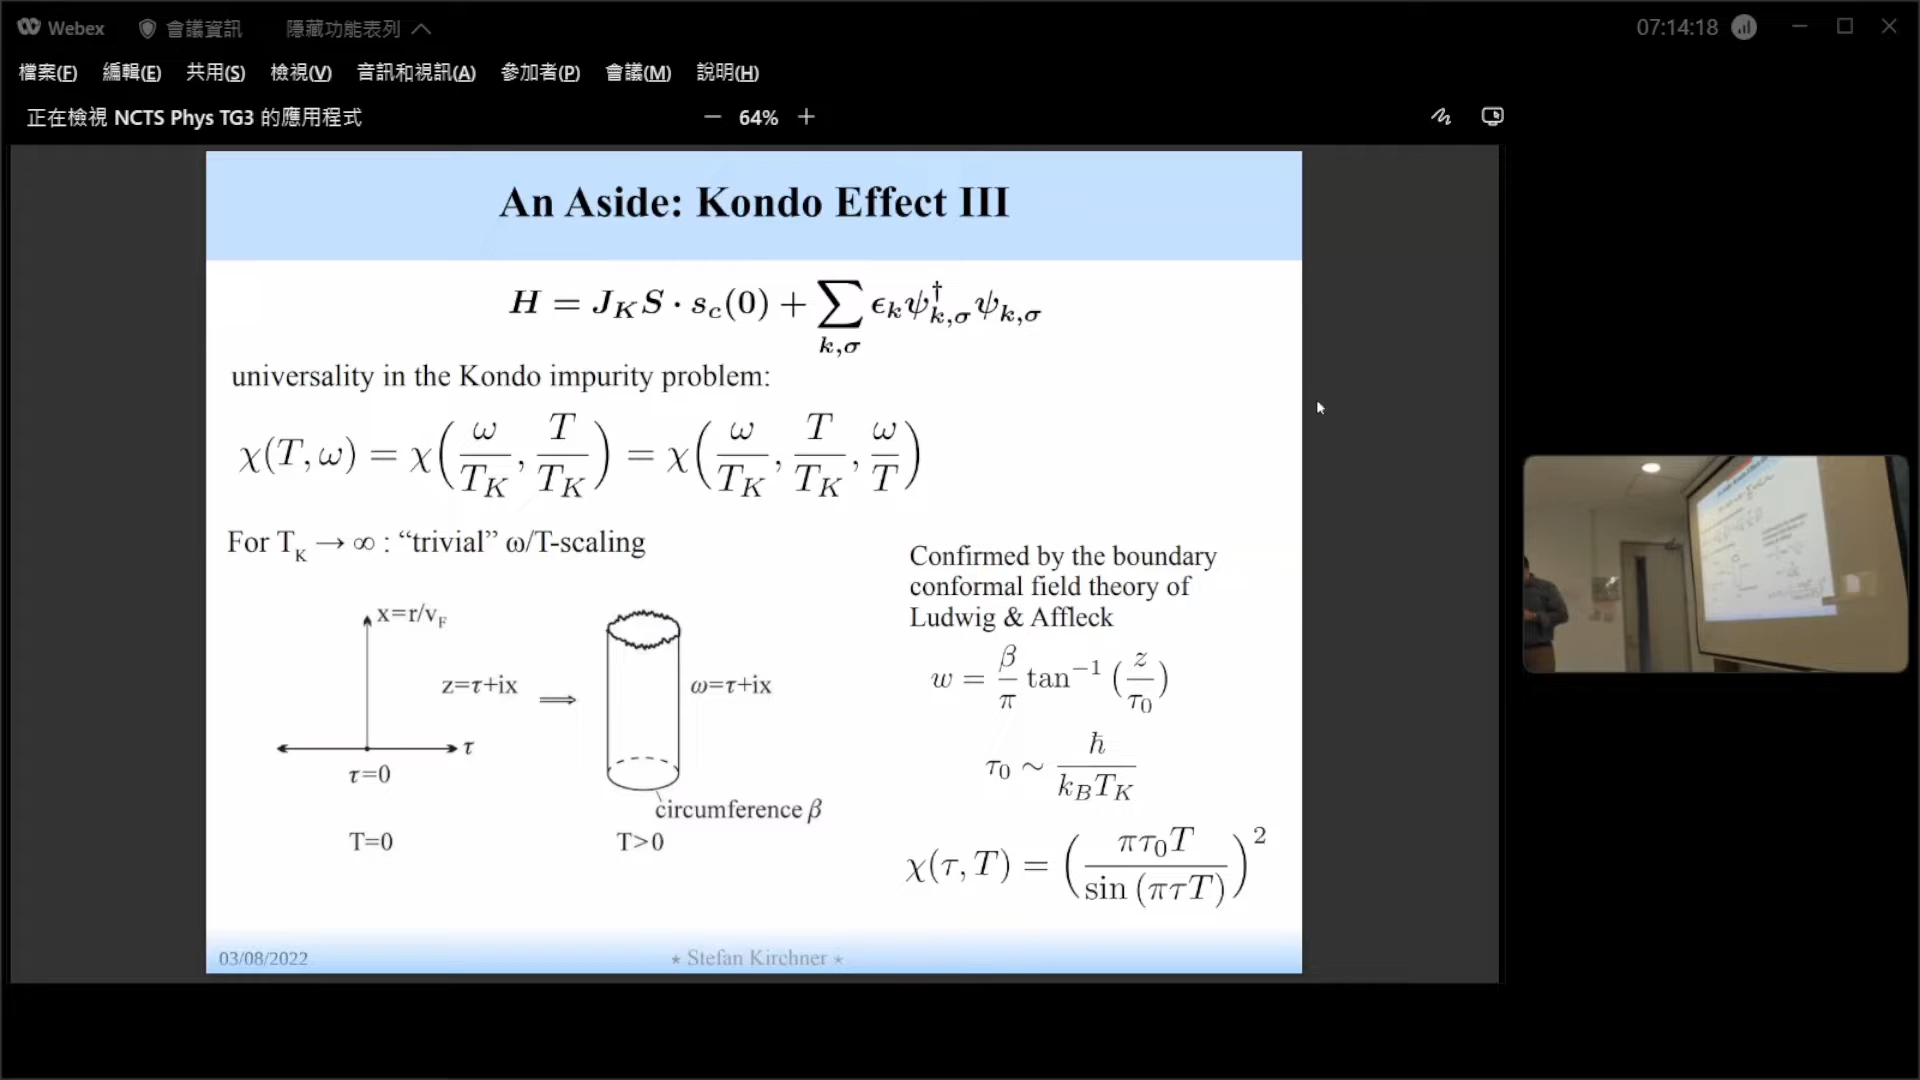 Webex 會議資訊 隱藏功能表列 07:14:18
檔案(F) 編輯(E) 共用(S) 檢視(V) 音訊和視訊(A) 參加者(P) 會議(M) 說明(H)
正在檢視 NCTS Phys TG3 的應用程式 — 64% +
An Aside: Kondo Effect III
H = J_K S · s_c(0) + ∑_{k,σ} ϵ_k ψ†_{k,σ} ψ_{k,σ}
universality in the Kondo impurity problem:
χ(T, ω) = χ(ω/T_K, T/T_K) = χ(ω/T_K, T/T_K, ω/T)
For T_K → ∞ : “trivial” ω/T-scaling
x=r/v_F
z=τ+ix ⟹ ω=τ+ix
τ
τ=0
circumference β
T=0 T>0
Confirmed by the boundary
conformal field theory of
Ludwig & Affleck
w = β/π tan⁻¹ (z/τ₀)
τ₀ ∼ ħ/(k_B T_K)
χ(τ, T) = (πτ₀T / sin (πτT))²
03/08/2022 ⋆ Stefan Kirchner ⋆